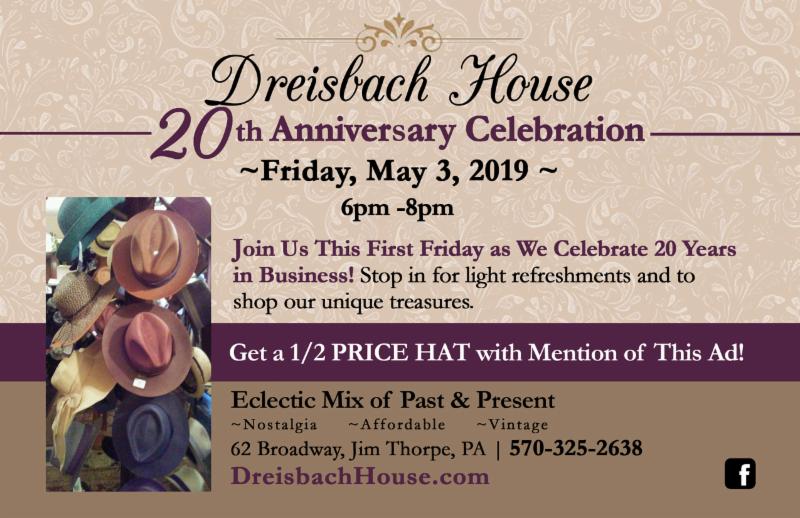 Dreisbach House
20th Anniversary Celebration
~Friday, May 3, 2019 ~
6pm -8pm
Join Us This First Friday as We Celebrate 20 Years
in Business! Stop in for light refreshments and to
shop our unique treasures.
Get a 1/2 PRICE HAT with Mention of This Ad!
Eclectic Mix of Past & Present
~Nostalgia ~Affordable ~Vintage
62 Broadway, Jim Thorpe, PA | 570-325-2638
DreisbachHouse.com
f